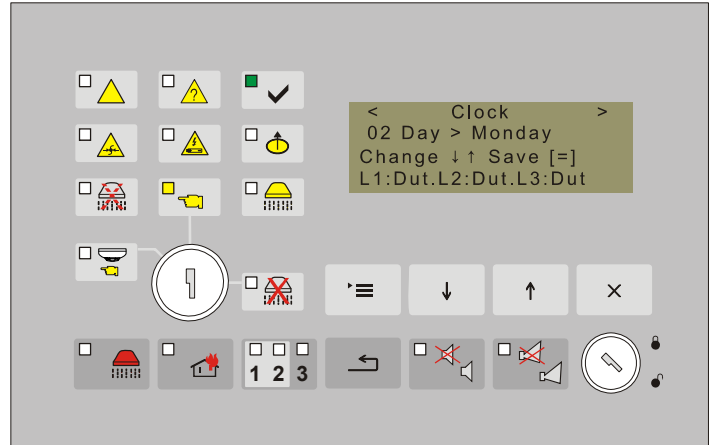 ?
< Clock >
02 Day > Monday
Change ↓↑ Save [=]
L1:Dut.L2:Dut.L3:Dut
1 2 3